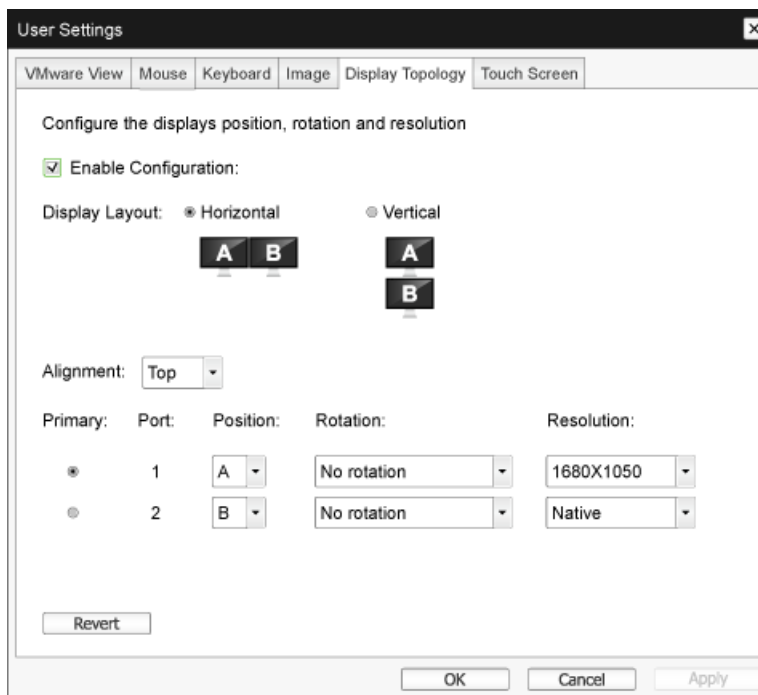 User Settings
VMware View Mouse Keyboard Image Display Topology Touch Screen
Configure the displays position, rotation and resolution
Enable Configuration:
Display Layout: Horizontal Vertical
A B A
B
Alignment: Top
Primary: Port: Position: Rotation: Resolution:
1 A No rotation 1680X1050
2 B No rotation Native
Revert
OK Cancel Apply